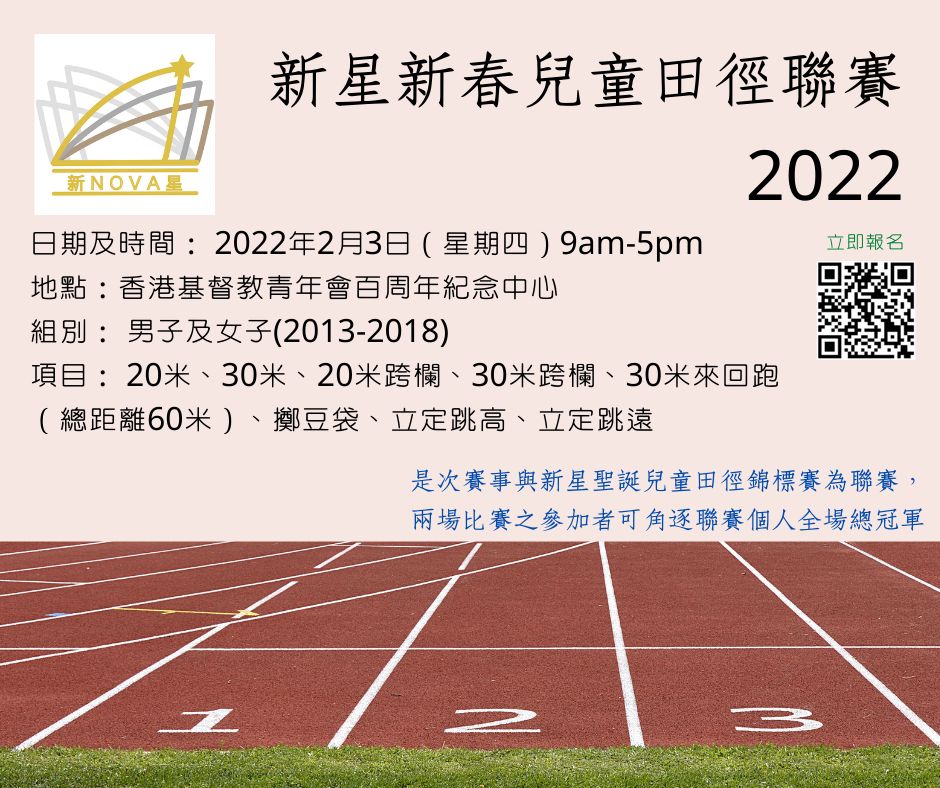 新星新春兒童田徑聯賽
2022
新NOVA星
日期及時間： 2022年2月3日（星期四）9am-5pm
立即報名
地點：香港基督教青年會百周年紀念中心
組別： 男子及女子(2013-2018)
項目： 20米、30米、20米跨欄、30米跨欄、30米來回跑
（總距離60米）、擲豆袋、立定跳高、立定跳遠
是次賽事與新星聖誕兒童田徑錦標賽為聯賽，
兩場比賽之參加者可角逐聯賽個人全場總冠軍
1 2 3